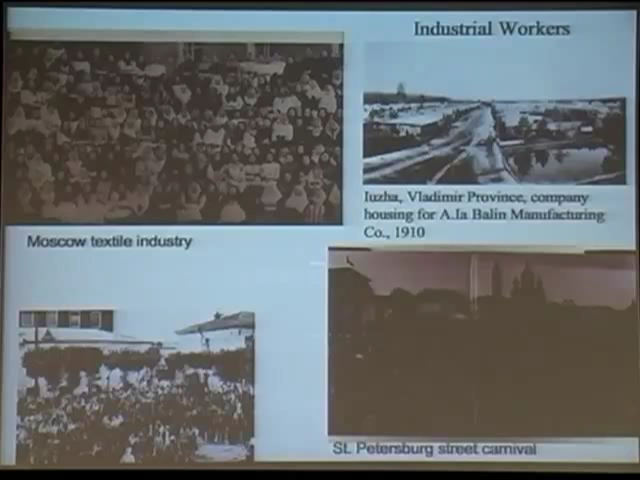 Industrial Workers
Iuzha, Vladimir Province, company
housing for A.Ia Balin Manufacturing
Co., 1910
Moscow textile industry
St. Petersburg street carnival